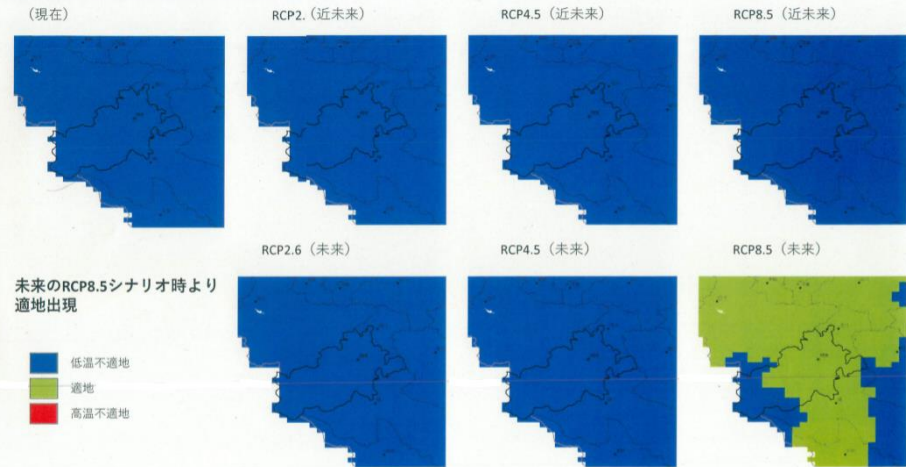 （現在）
RCP2.（近未来）
RCP4.5（近未来）
RCP8.5（近未来）
RCP2.6（未来）
RCP4.5（未来）
RCP8.5（未来）
未来のRCP8.5シナリオ時より
適地出現
低温不適地
適地
高温不適地